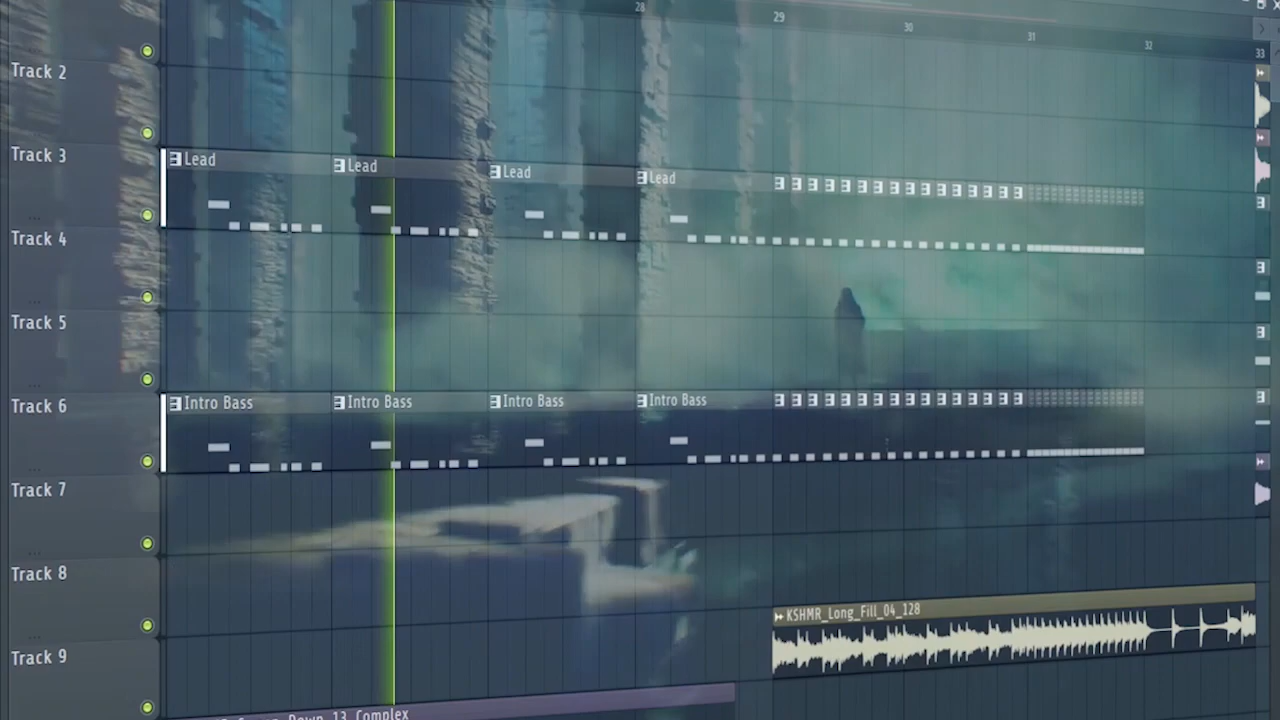 28 29 30 31 32 33
Track 2
Track 3
Lead Lead Lead Lead
Track 4
Track 5
Track 6
Intro Bass Intro Bass Intro Bass Intro Bass
Track 7
Track 8
KSHMR_Long_Fill_04_128
Track 9
Down_13_Complex